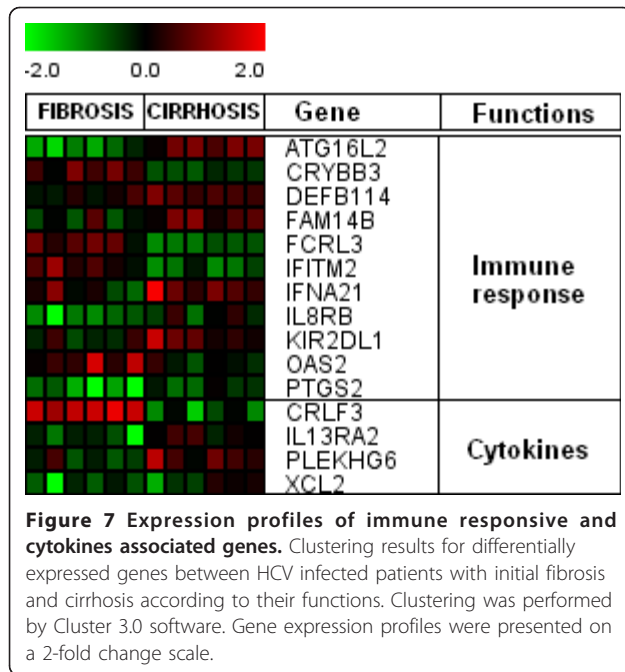 -2.0 0.0 2.0
FIBROSIS CIRRHOSIS Gene Functions
ATG16L2
CRYBB3
DEFB114
FAM14B
FCRL3
IFITM2
IFNA21
IL8RB
KIR2DL1
OAS2
PTGS2
Immune
response
CRLF3
IL13RA2
PLEKHG6
XCL2
Cytokines
Figure 7 Expression profiles of immune responsive and
cytokines associated genes. Clustering results for differentially
expressed genes between HCV infected patients with initial fibrosis
and cirrhosis according to their functions. Clustering was performed
by Cluster 3.0 software. Gene expression profiles were presented on
a 2-fold change scale.